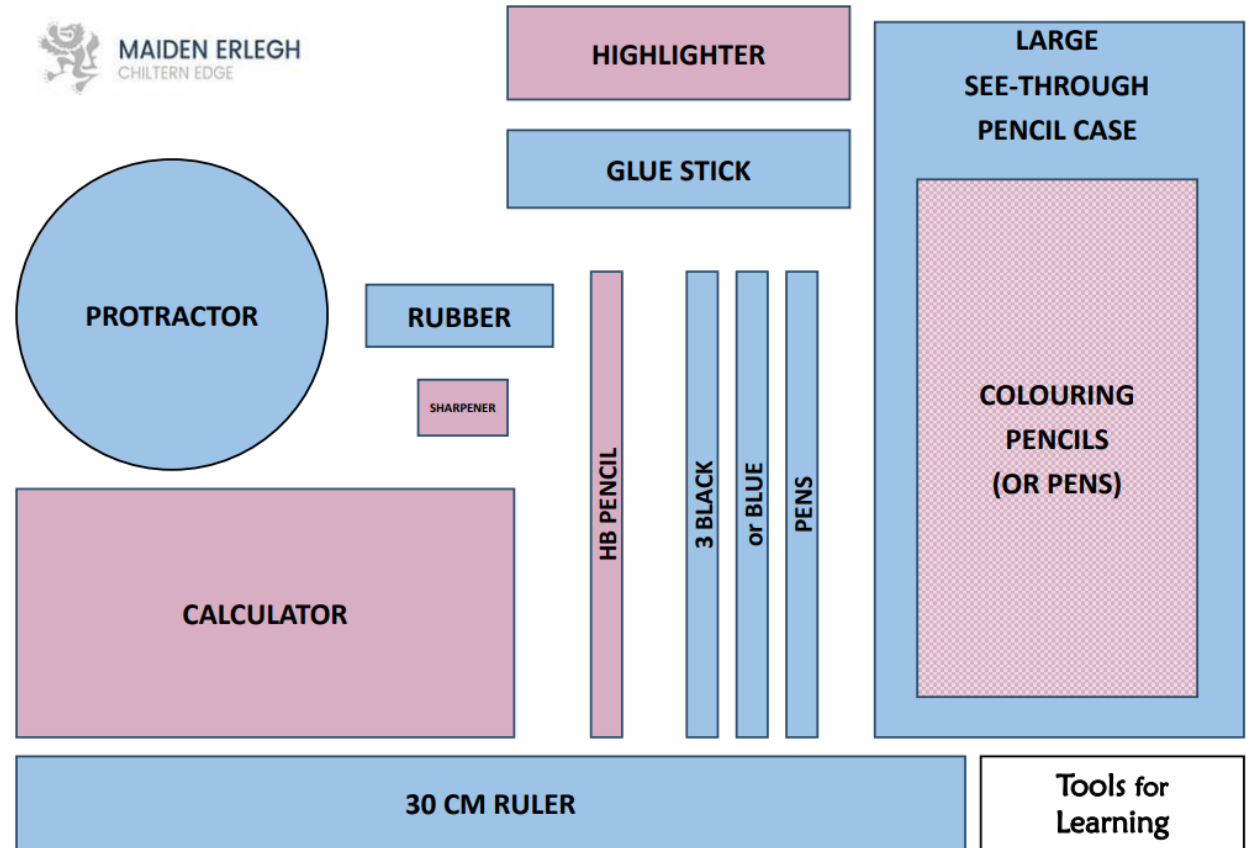 MAIDEN ERLEGH
CHILTERN EDGE
HIGHLIGHTER
GLUE STICK
LARGE
SEE-THROUGH
PENCIL CASE
PROTRACTOR
RUBBER
SHARPENER
HB PENCIL
3 BLACK
or BLUE
PENS
COLOURING
PENCILS
(OR PENS)
CALCULATOR
30 CM RULER
Tools for
Learning